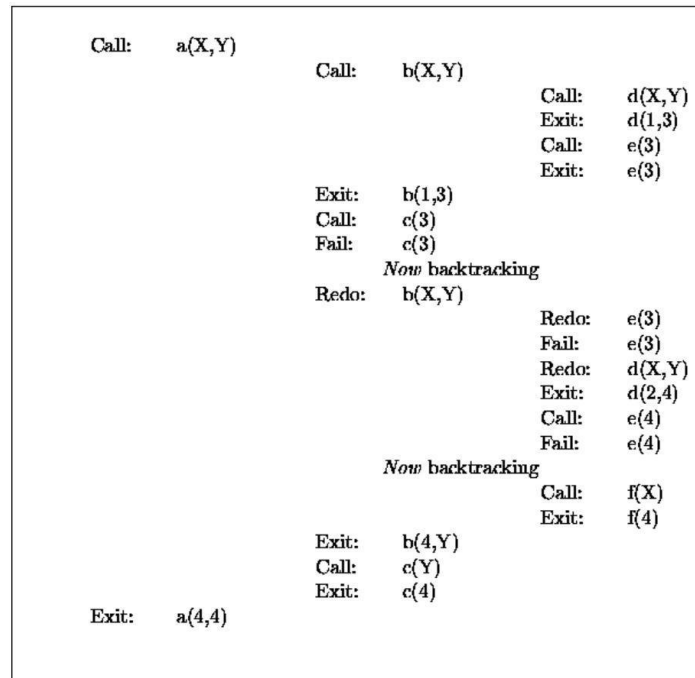 Call: a(X,Y)
Call: b(X,Y)
Call: d(X,Y)
Exit: d(1,3)
Call: e(3)
Exit: e(3)
Exit: b(1,3)
Call: c(3)
Fail: c(3)
Now backtracking
Redo: b(X,Y)
Redo: e(3)
Fail: e(3)
Redo: d(X,Y)
Exit: d(2,4)
Call: e(4)
Fail: e(4)
Now backtracking
Call: f(X)
Exit: f(4)
Exit: b(4,Y)
Call: c(Y)
Exit: c(4)
Exit: a(4,4)